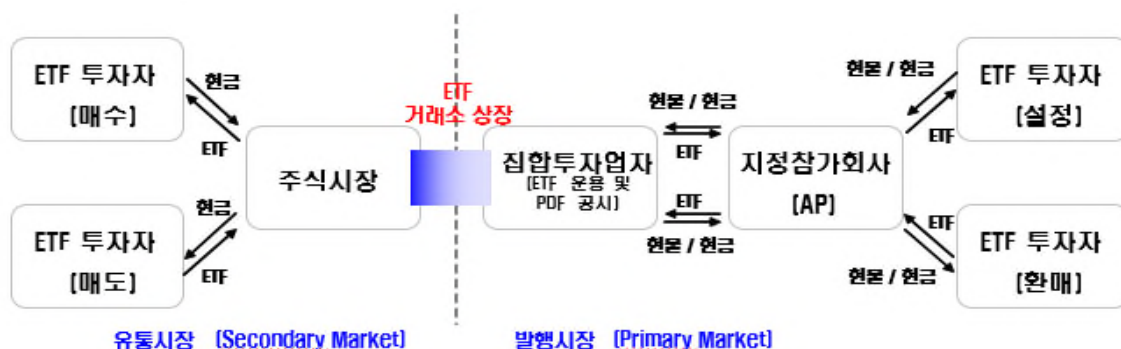 ETF 투자자
[매수]
현금
ETF
ETF 투자자
[매도]
현금
ETF
주식시장
ETF
거래소 상장
집합투자업자
[ETF 운용 및
PDF 공시]
현물 / 현금
ETF
ETF
현물 / 현금
지정참가회사
[AP]
현물 / 현금
ETF
ETF 투자자
[설정]
ETF
현물 / 현금
ETF 투자자
[환매]
유통시장 [Secondary Market]
발행시장 [Primary Market]